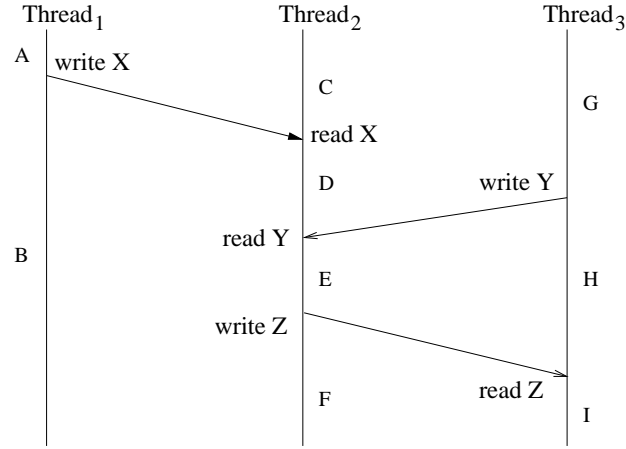 Thread1 Thread2 Thread3
A
write X
C
G
read X
D
write Y
read Y
B
E
H
write Z
read Z
F
I